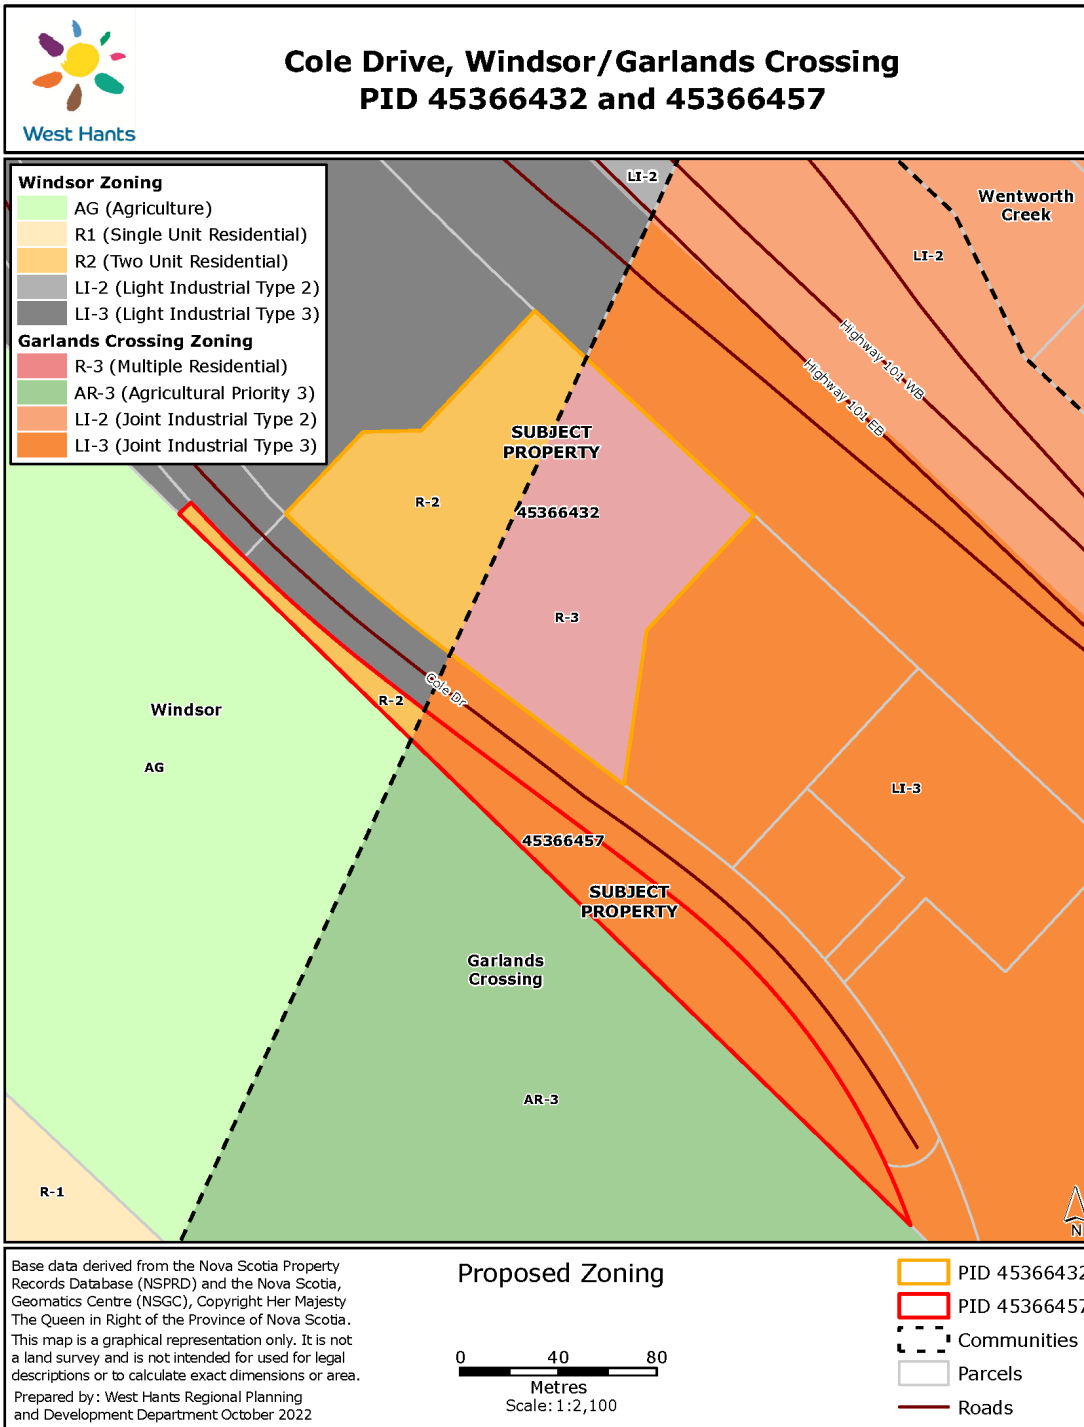 West Hants
Cole Drive, Windsor/Garlands Crossing
PID 45366432 and 45366457
Windsor Zoning
AG (Agriculture)
R1 (Single Unit Residential)
R2 (Two Unit Residential)
LI-2 (Light Industrial Type 2)
LI-3 (Light Industrial Type 3)
Garlands Crossing Zoning
R-3 (Multiple Residential)
AR-3 (Agricultural Priority 3)
LI-2 (Joint Industrial Type 2)
LI-3 (Joint Industrial Type 3)
LI-2
Wentworth
Creek
LI-2
Highway 101 WB
Highway 101 EB
SUBJECT
PROPERTY
R-2
45366432
R-3
Cole Dr
R-2
Windsor
AG
LI-3
45366457
SUBJECT
PROPERTY
Garlands
Crossing
AR-3
R-1
N
Base data derived from the Nova Scotia Property
Records Database (NSPRD) and the Nova Scotia,
Geomatics Centre (NSGC), Copyright Her Majesty
The Queen in Right of the Province of Nova Scotia.
This map is a graphical representation only. It is not
a land survey and is not intended for used for legal
descriptions or to calculate exact dimensions or area.
Prepared by: West Hants Regional Planning
and Development Department October 2022
Proposed Zoning
0 40 80
Metres
Scale: 1:2,100
PID 45366432
PID 45366457
Communities
Parcels
Roads